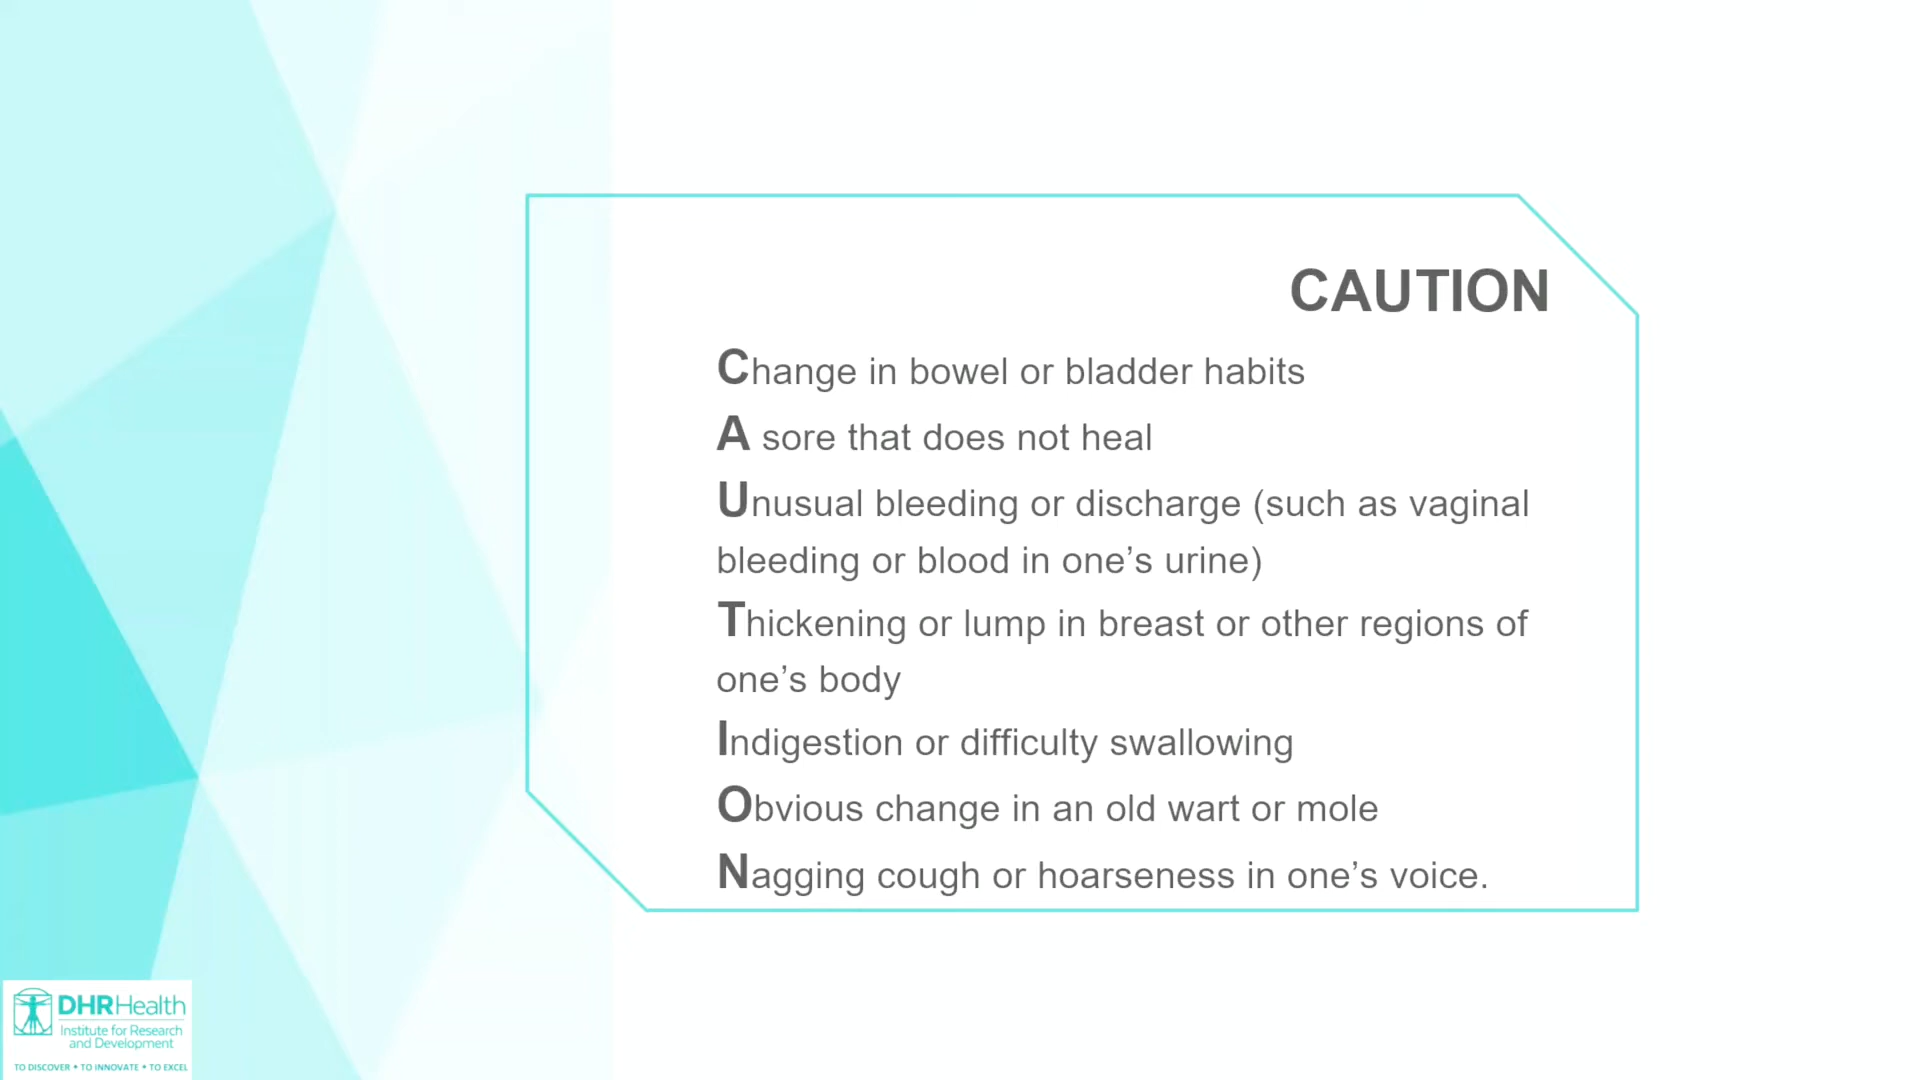 CAUTION
Change in bowel or bladder habits
A sore that does not heal
Unusual bleeding or discharge (such as vaginal
bleeding or blood in one’s urine)
Thickening or lump in breast or other regions of
one’s body
Indigestion or difficulty swallowing
Obvious change in an old wart or mole
Nagging cough or hoarseness in one’s voice.
DHR Health
Institute for Research
and Development
TO DISCOVER • TO INNOVATE • TO EXCEL